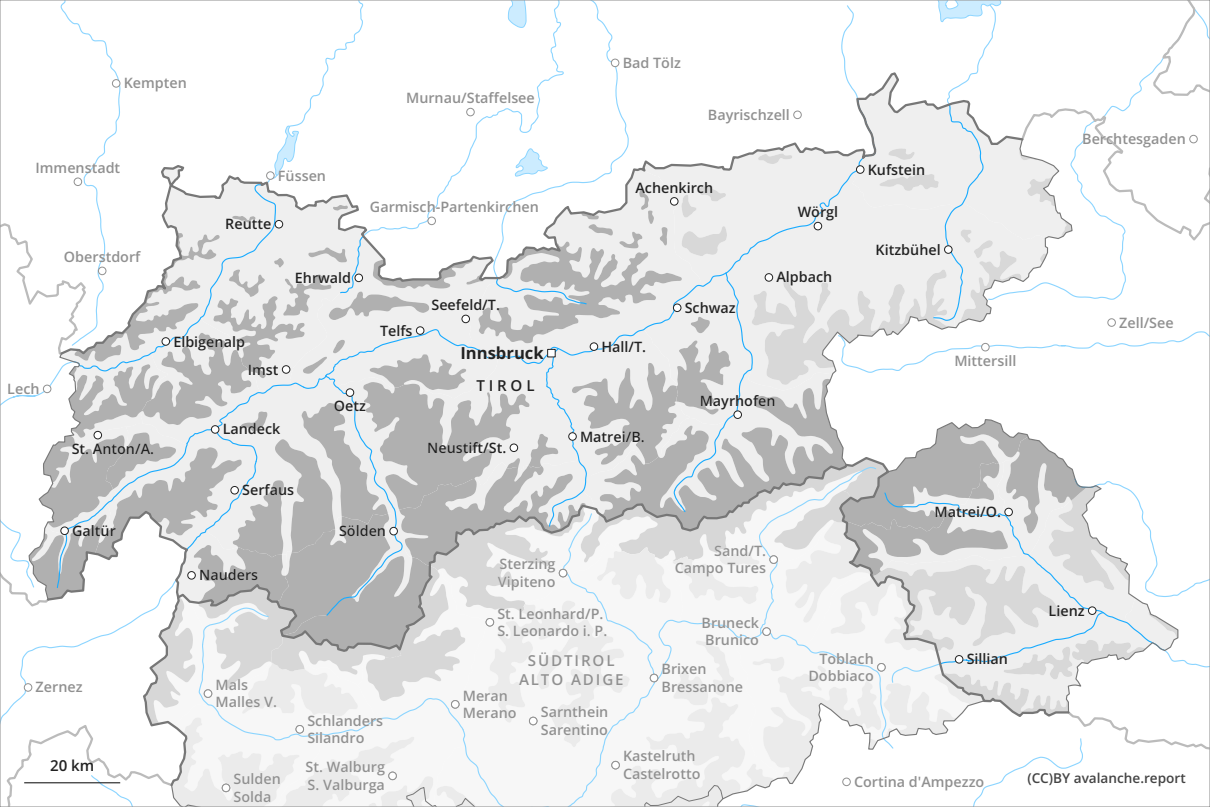 Kempten
Bad Tölz
Murnau/Staffelsee
Bayrischzell
Berchtesgaden
Immenstadt
Füssen
Kufstein
Achenkirch
Garmisch-Partenkirchen
Wörgl
Reutte
Kitzbühel
Oberstdorf
Ehrwald
Alpbach
Seefeld/T.
Schwaz
Telfs
Zell/See
Elbigenalp
Hall/T.
Innsbruck
Mittersill
Imst
TIROL
Lech
Oetz
Mayrhofen
Landeck
Matrei/B.
St. Anton/A.
Neustift/St.
Serfaus
Matrei/O.
Galtür
Sölden
Sand/T.
Campo Tures
Sterzing
Vipiteno
Nauders
Lienz
St. Leonhard/P.
S. Leonardo i. P.
Bruneck
Brunico
SÜDTIROL
ALTO ADIGE
Toblach
Dobbiaco
Sillian
Brixen
Bressanone
Zernez
Mals
Malles V.
Meran
Merano
Sarnthein
Sarentino
Schlanders
Silandro
Kastelruth
Castelrotto
20 km
St. Walburg
S. Valburga
Sulden
Solda
Cortina d'Ampezzo
(CC)BY avalanche.report